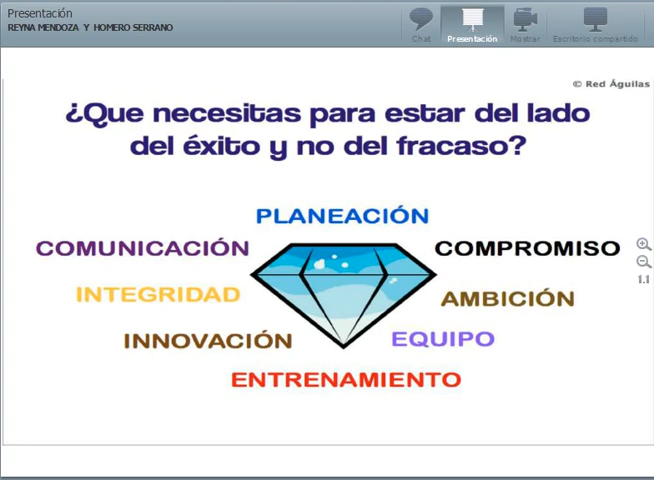 Presentación
REYNA MENDOZA Y HOMERO SERRANO
Chat
Presentación
Mostrar
Escritorio compartido
© Red Águilas
¿Que necesitas para estar del lado
del éxito y no del fracaso?
PLANEACIÓN
COMUNICACIÓN
COMPROMISO
INTEGRIDAD
AMBICIÓN
INNOVACIÓN
EQUIPO
ENTRENAMIENTO
1.1